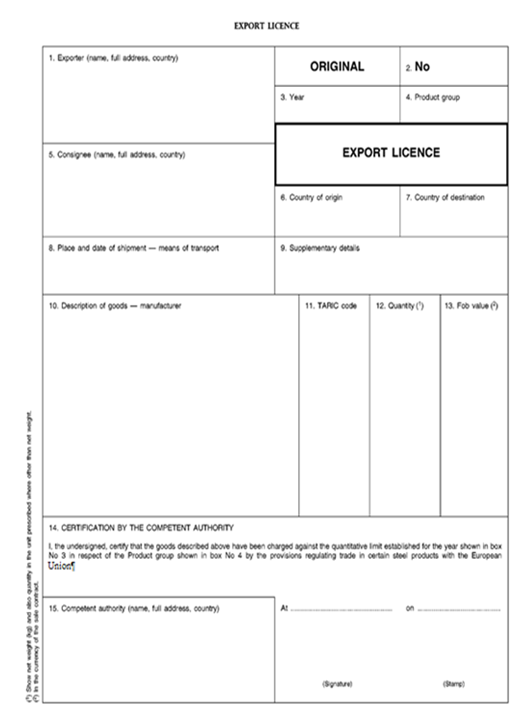 EXPORT LICENCE
1. Exporter (name, full address, country)
ORIGINAL
2. No
3. Year
4. Product group
5. Consignee (name, full address, country)
EXPORT LICENCE
6. Country of origin
7. Country of destination
8. Place and date of shipment — means of transport
9. Supplementary details
10. Description of goods — manufacturer
11. TARIC code
12. Quantity (¹)
13. Fob value (²)
14. CERTIFICATION BY THE COMPETENT AUTHORITY
I, the undersigned, certify that the goods described above have been charged against the quantitative limit established for the year shown in box
No 3 in respect of the Product group shown in box No 4 by the provisions regulating trade in certain steel products with the European
Union¶
15. Competent authority (name, full address, country)
At ........................................ on ................................
(Signature)
(Stamp)
(¹) Show net weight (kg) and also quantity in the unit prescribed where other than net weight.
(²) In the currency of the sale contract.